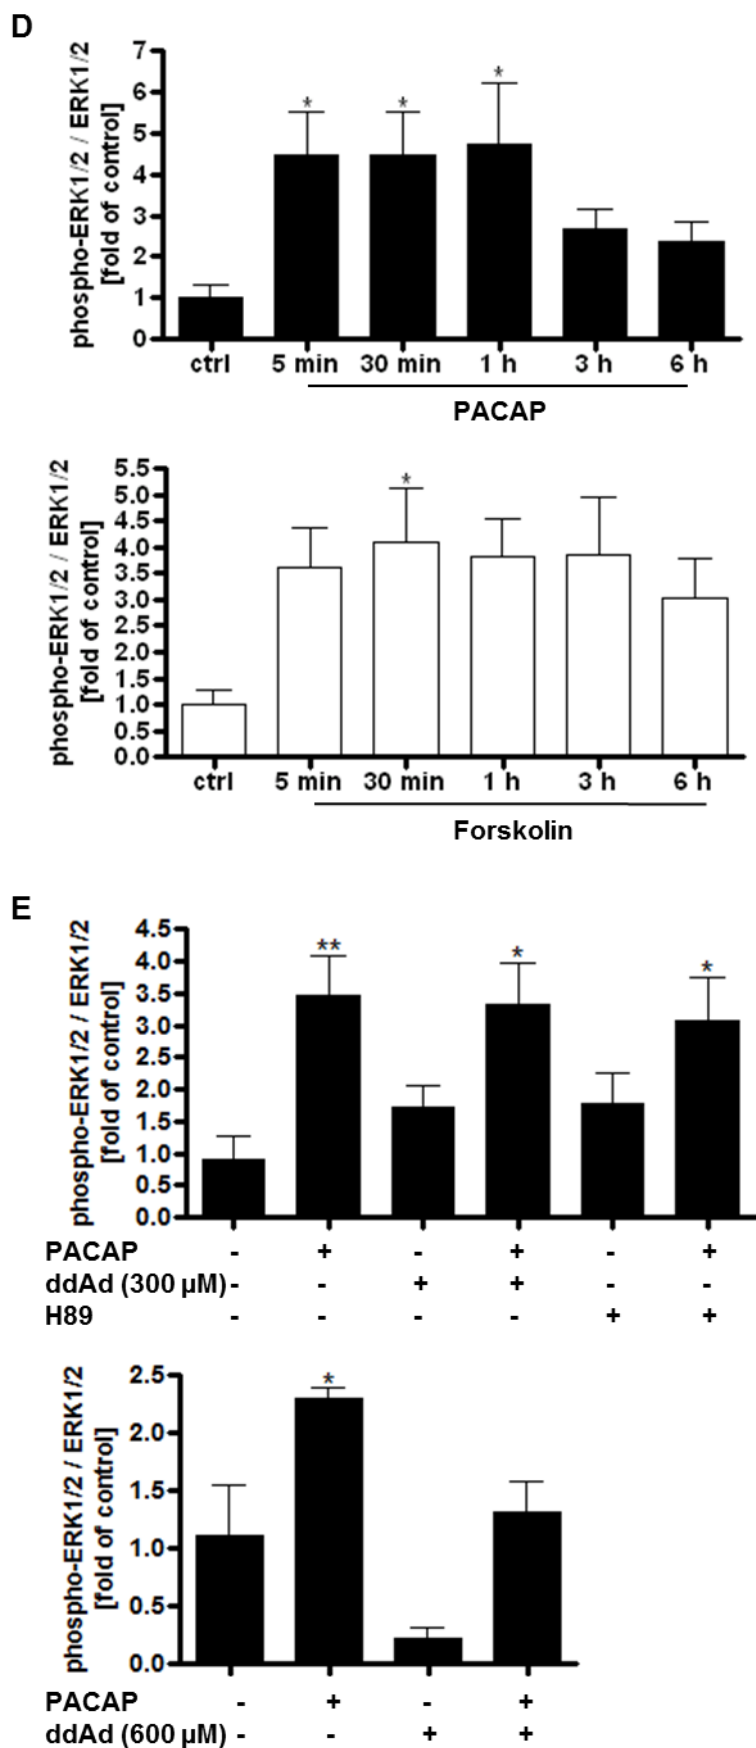 D
phospho-ERK1/2 / ERK1/2
[fold of control]
7
6
5
4
3
2
1
0
* * *
ctrl 5 min 30 min 1 h 3 h 6 h
PACAP
phospho-ERK1/2 / ERK1/2
[fold of control]
5.5
5.0
4.5
4.0
3.5
3.0
2.5
2.0
1.5
1.0
0.5
0.0
*
ctrl 5 min 30 min 1 h 3 h 6 h
Forskolin
E
phospho-ERK1/2 / ERK1/2
[fold of control]
4.5
4.0
3.5
3.0
2.5
2.0
1.5
1.0
0.5
0.0
** * *
PACAP - + - + - +
ddAd (300 µM) - - + + - -
H89 - - - - + +
phospho-ERK1/2 / ERK1/2
[fold of control]
2.5
2.0
1.5
1.0
0.5
0.0
*
PACAP - + - +
ddAd (600 µM) - - + +